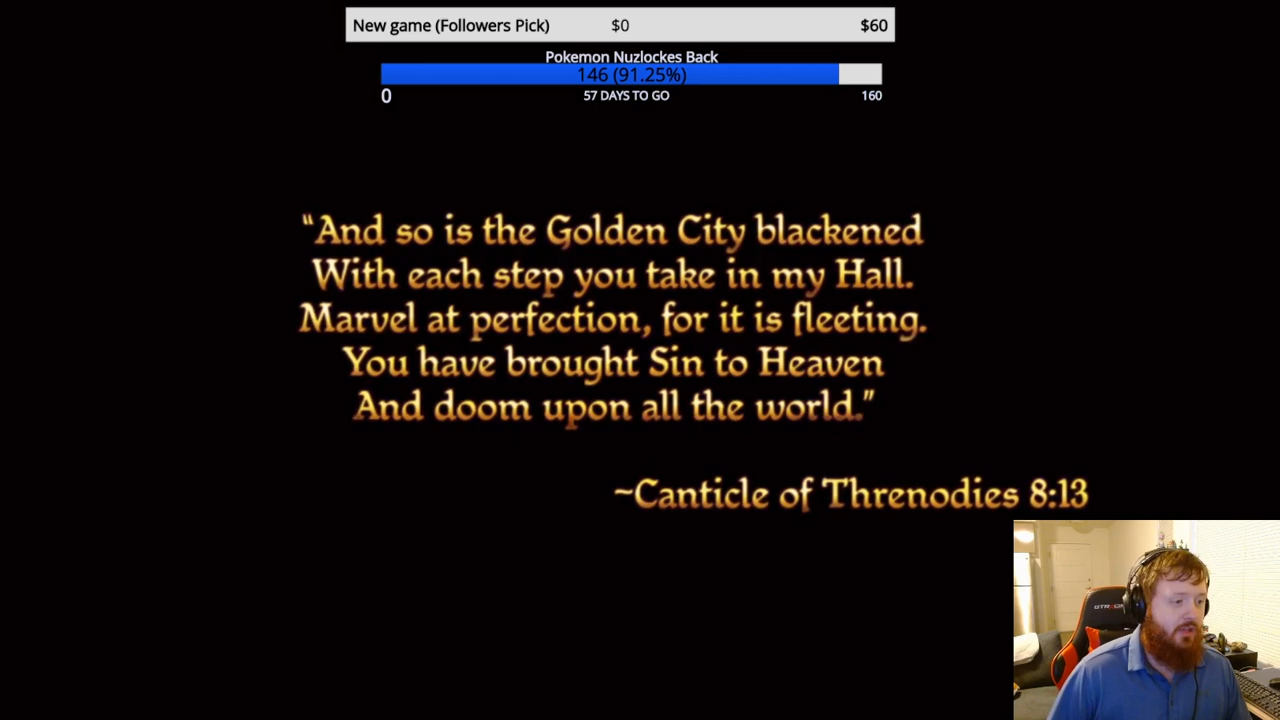 New game (Followers Pick) $0 $60
Pokemon Nuzlockes Back
146 (91.25%)
0 57 DAYS TO GO 160
“And so is the Golden City blackened
With each step you take in my Hall.
Marvel at perfection, for it is fleeting.
You have brought Sin to Heaven
And doom upon all the world.”
~Canticle of Threnodies 8:13